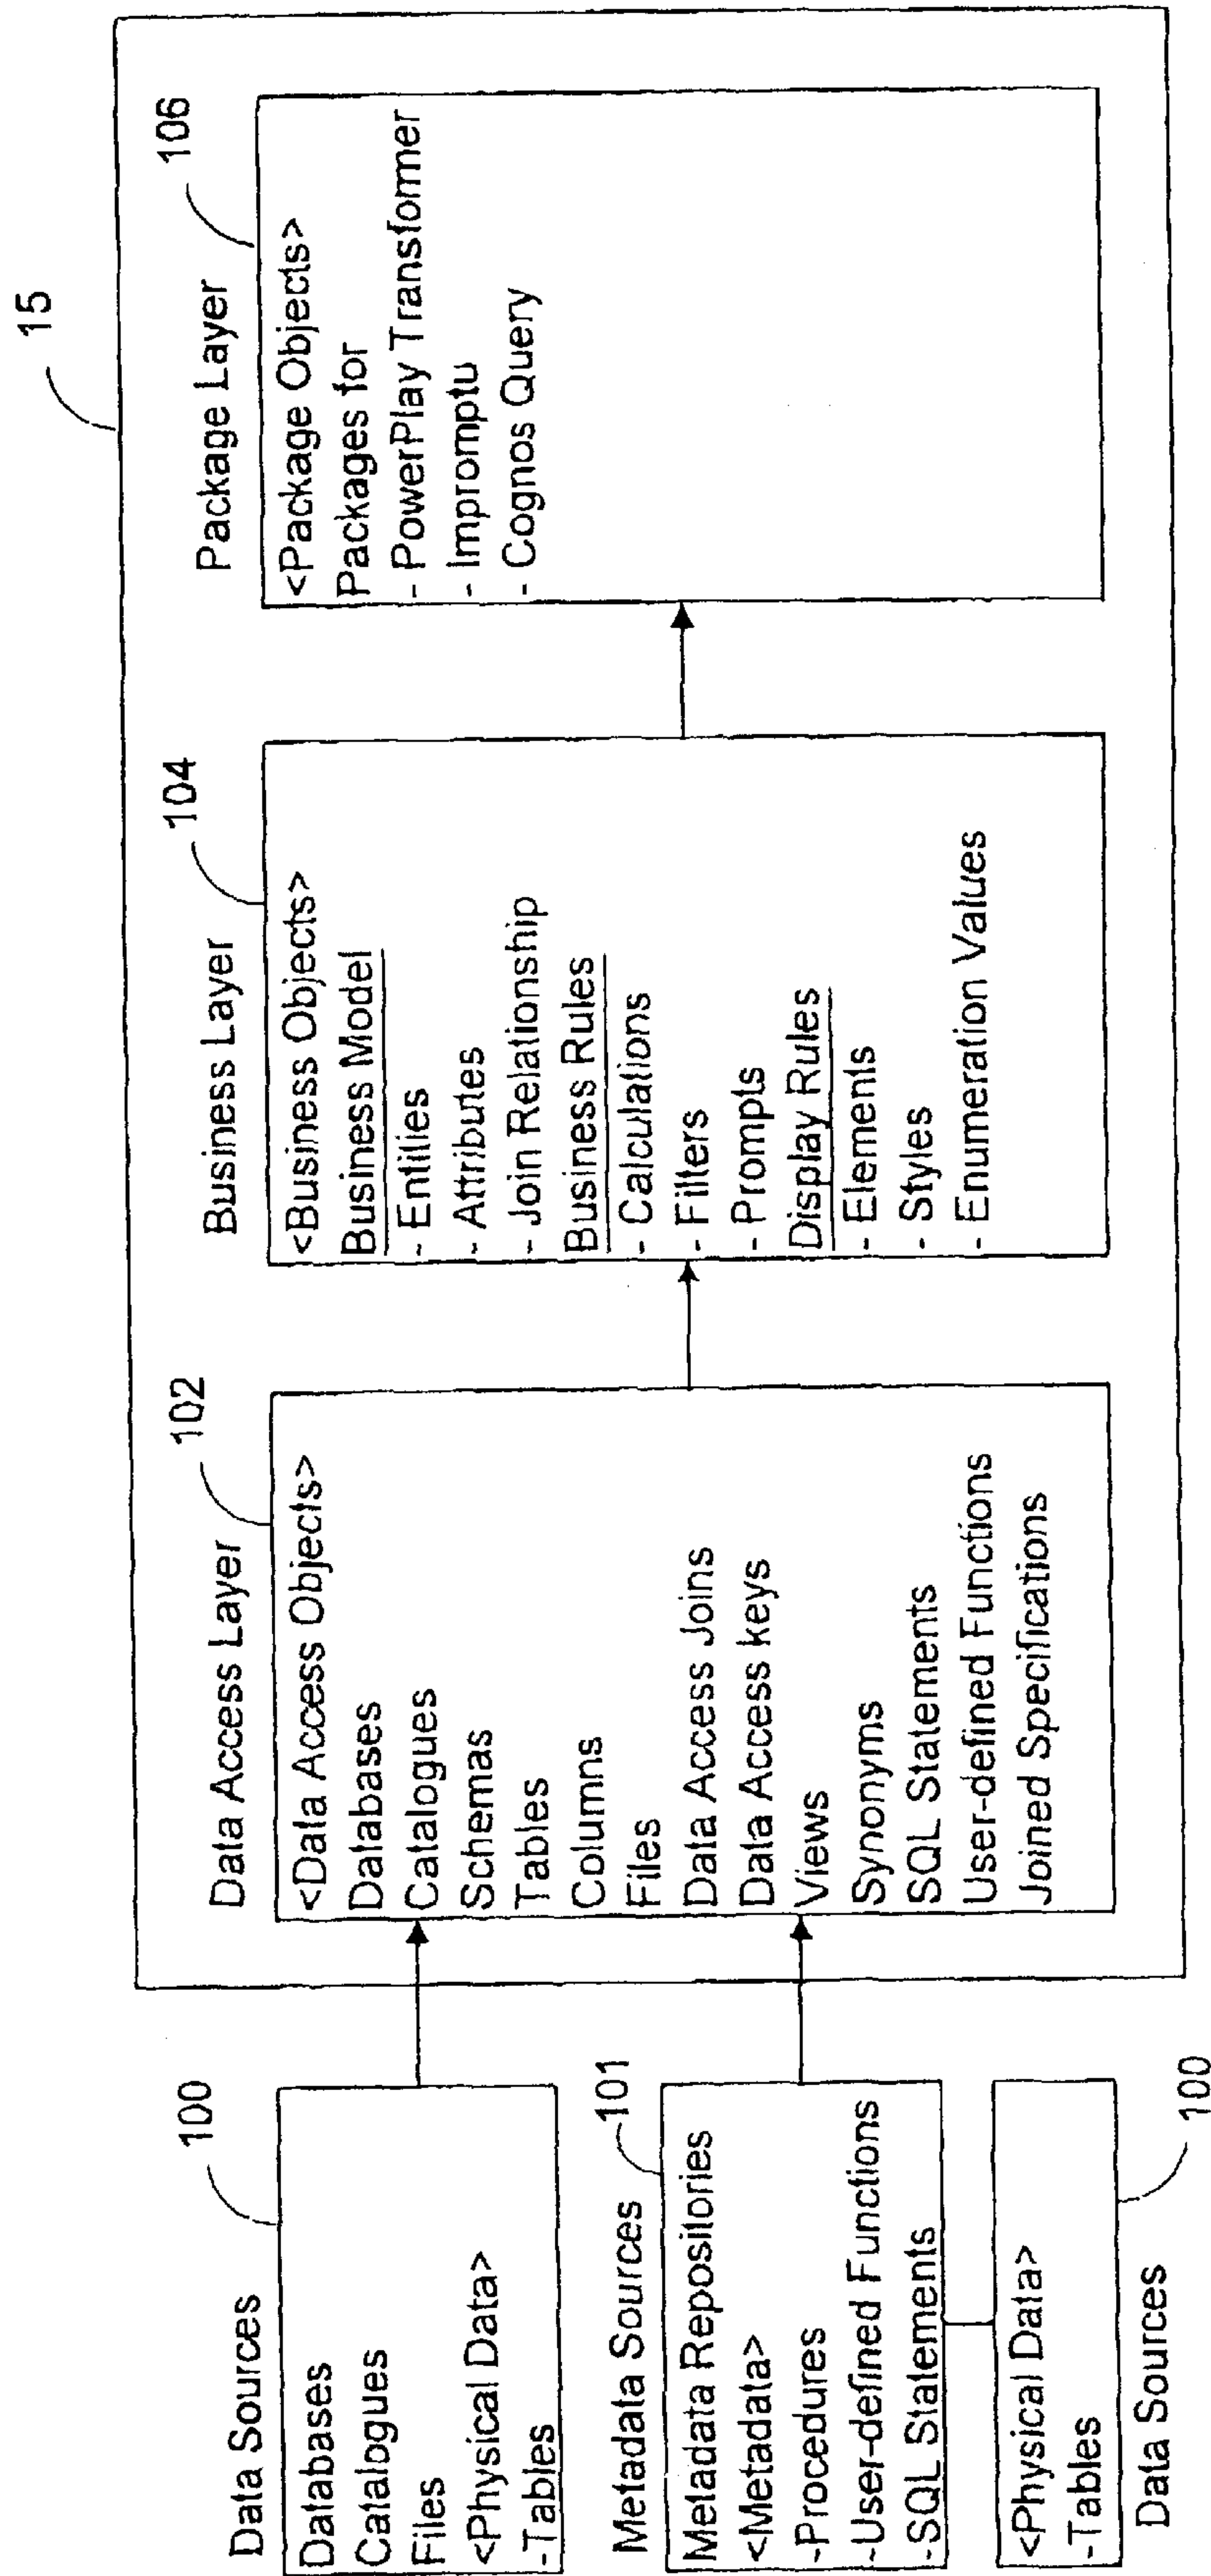 15
Data Sources
100
Databases
Catalogues
Files
<Physical Data>
-Tables
Metadata Sources
101
Metadata Repositories
<Metadata>
-Procedures
-User-defined Functions
-SQL Statements
<Physical Data>
-Tables
100
Data Sources
Data Access Layer
102
<Data Access Objects>
Databases
Catalogues
Schemas
Tables
Columns
Files
Data Access Joins
Data Access keys
Views
Synonyms
SQL Statements
User-defined Functions
Joined Specifications
Business Layer
104
<Business Objects>
Business Model
- Entities
- Attributes
- Join Relationship
Business Rules
- Calculations
- Filters
- Prompts
Display Rules
- Elements
- Styles
- Enumeration Values
Package Layer
106
<Package Objects>
Packages for
- PowerPlay Transformer
- Impromptu
- Cognos Query